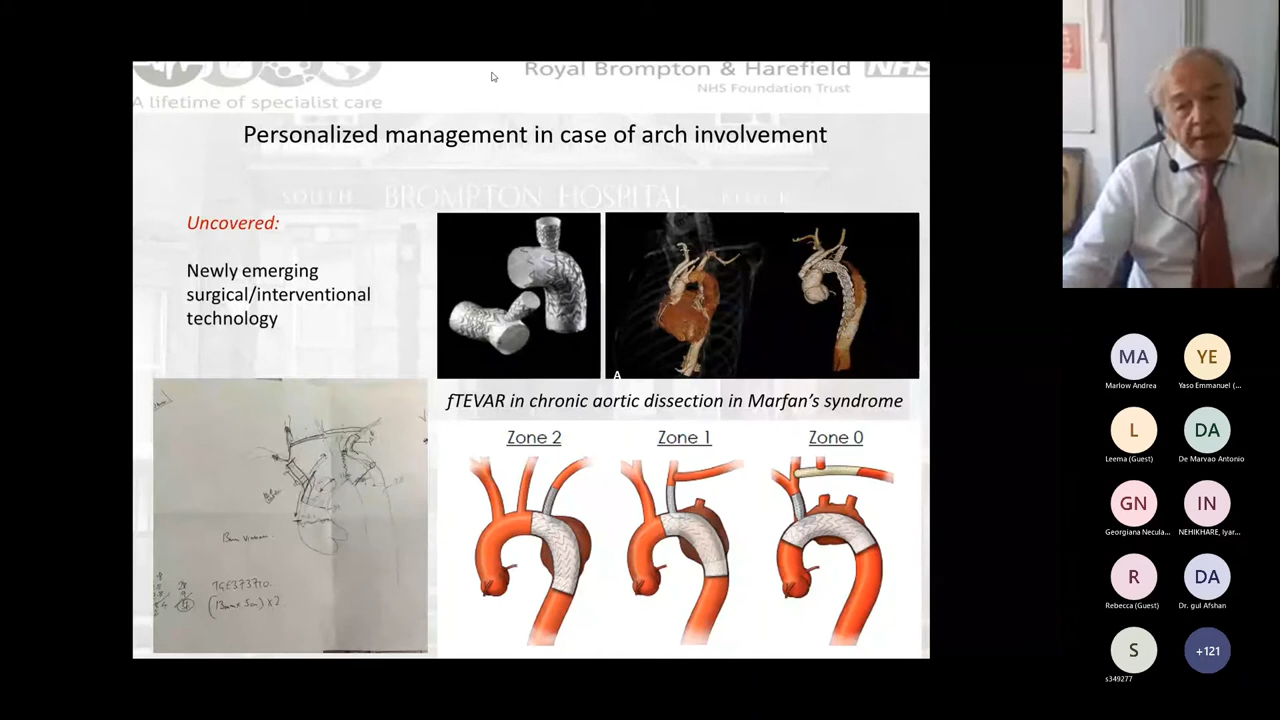 Royal Brompton & Harefield NHS
A lifetime of specialist care
NHS Foundation Trust
Personalized management in case of arch involvement
SOUTH BROMPTON HOSPITAL BLOCK
Uncovered:
Newly emerging
surgical/interventional
technology
A
fTEVAR in chronic aortic dissection in Marfan's syndrome
Zone 2 Zone 1 Zone 0
TGE373710
MA YE
Marlow Andrea Yaso Emmanuel (...
L DA
Leema (Guest) De Marvao Antonio
GN IN
Georgiana Necula... NEHIKHARE, Iyar...
R DA
Rebecca (Guest) Dr. gul Afshan
S +121
s349277